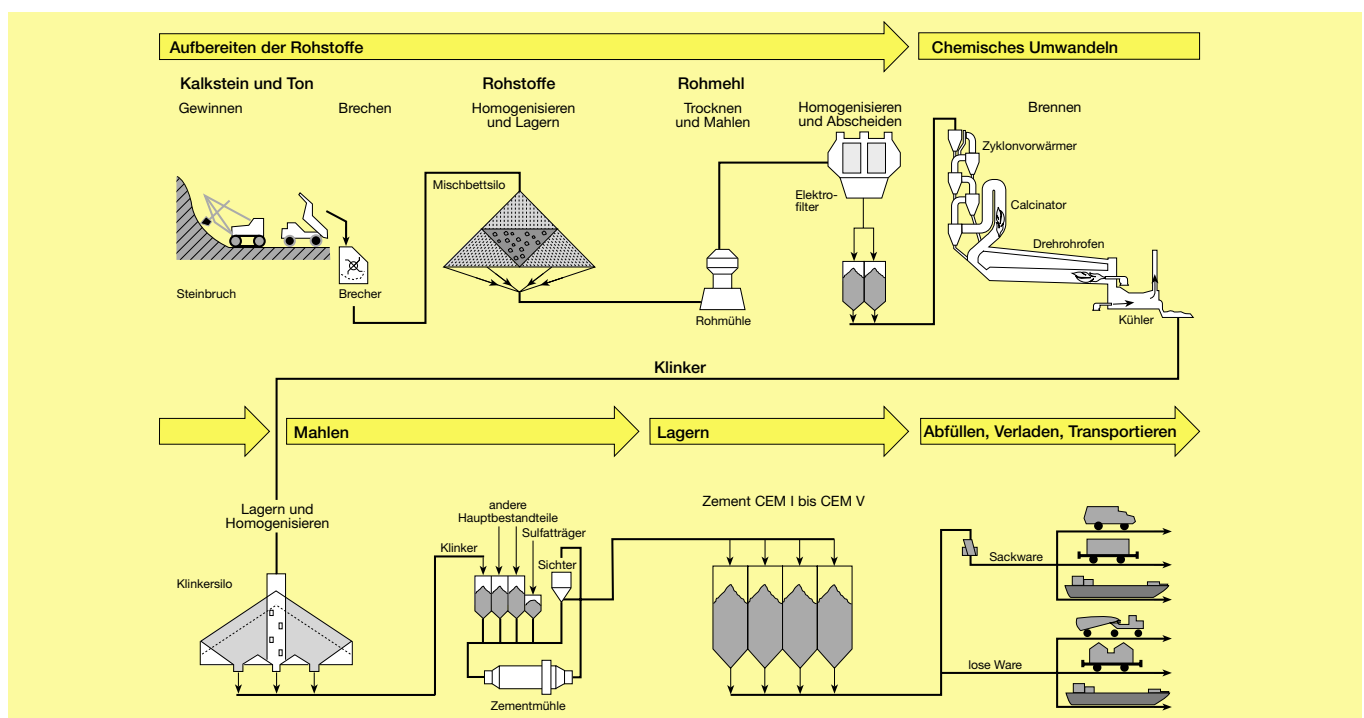 Aufbereiten der Rohstoffe
Chemisches Umwandeln
Kalkstein und Ton
Rohstoffe
Rohmehl
Gewinnen
Brechen
Homogenisieren
und Lagern
Trocknen
und Mahlen
Homogenisieren
und Abscheiden
Brennen
Zyklonvorwärmer
Mischbettsilo
Elektro-
filter
Calcinator
Drehrohrofen
Steinbruch
Brecher
Rohmühle
Kühler
Klinker
Mahlen
Lagern
Abfüllen, Verladen, Transportieren
Lagern und
Homogenisieren
andere
Hauptbestandteile
Sulfatträger
Klinker
Sichter
Zement CEM I bis CEM V
Sackware
Klinkersilo
lose Ware
Zementmühle